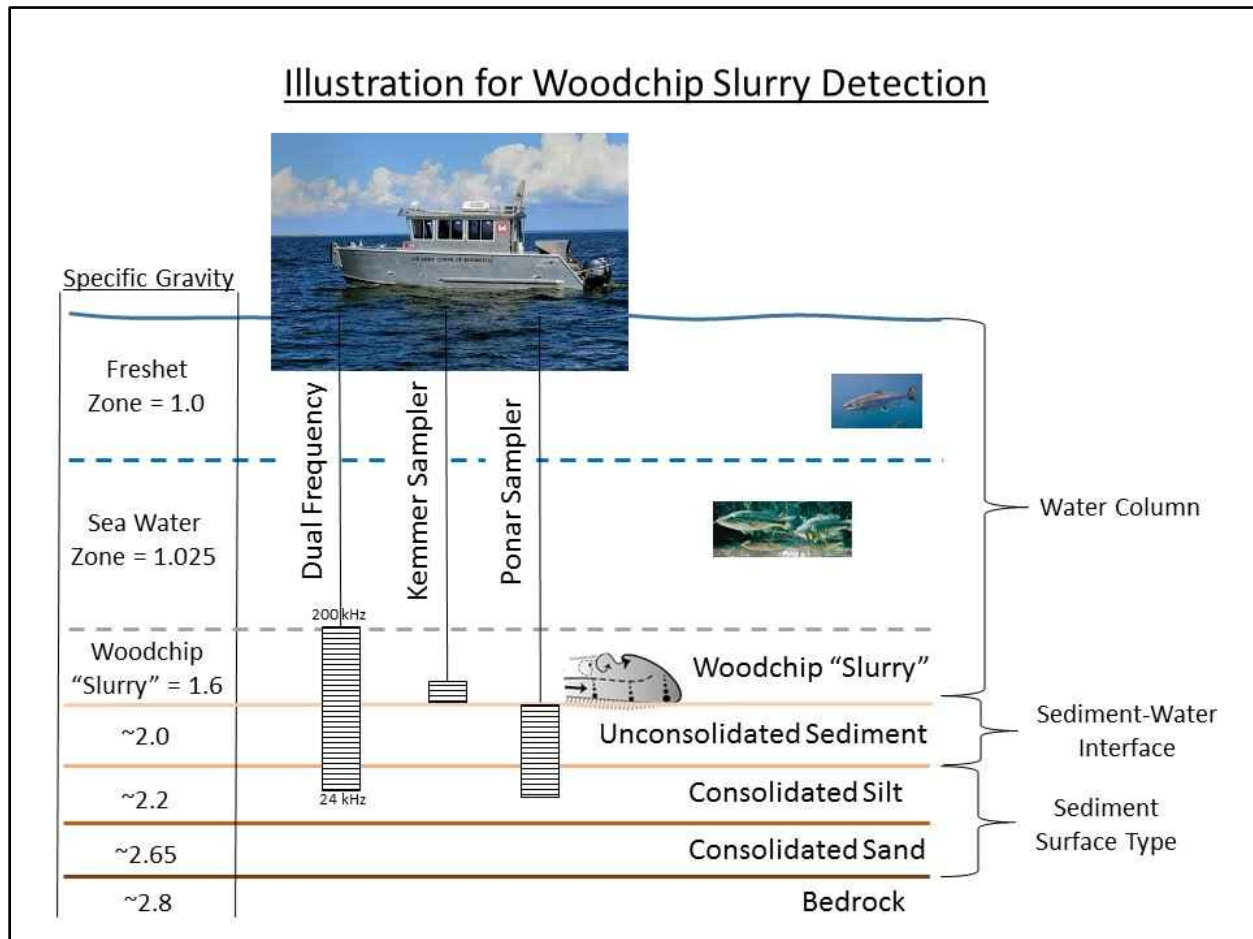 Illustration for Woodchip Slurry Detection
Specific Gravity
Freshet
Zone = 1.0
Sea Water
Zone = 1.025
Woodchip
“Slurry” = 1.6
~2.0
~2.2
~2.65
~2.8
Dual Frequency
Kemmer Sampler
Ponar Sampler
200 kHz
24 kHz
Woodchip “Slurry”
Unconsolidated Sediment
Consolidated Silt
Consolidated Sand
Bedrock
Water Column
Sediment-Water
Interface
Sediment
Surface Type